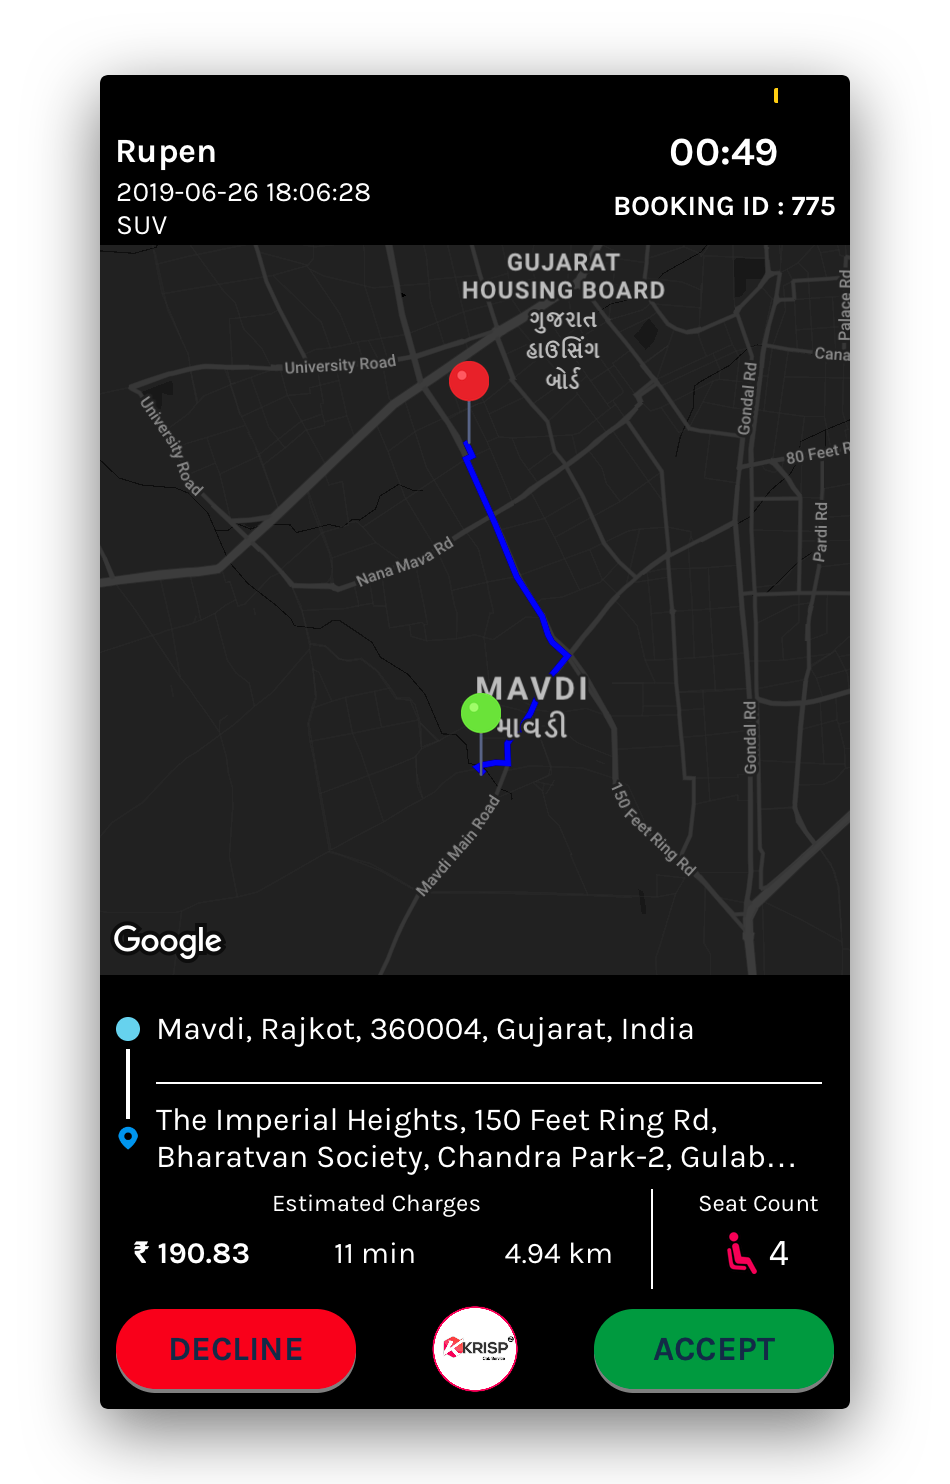 Rupen
00:49
2019-06-26 18:06:28
BOOKING ID : 775
SUV
GUJARAT
HOUSING BOARD
ગુજરાત
હાઉસિંગ
બોર્ડ
Palace Rd
University Road
Cana
Gondal Rd
University Road
80 Feet R
Pardi Rd
Nana Mava Rd
MAVDI
માવડી
Gondal Rd
150 Feet Ring Rd
Mavdi Main Road
Google
Mavdi, Rajkot, 360004, Gujarat, India
The Imperial Heights, 150 Feet Ring Rd,
Bharatvan Society, Chandra Park-2, Gulab...
Estimated Charges
Seat Count
₹ 190.83 11 min 4.94 km
4
DECLINE
KRISP
ACCEPT